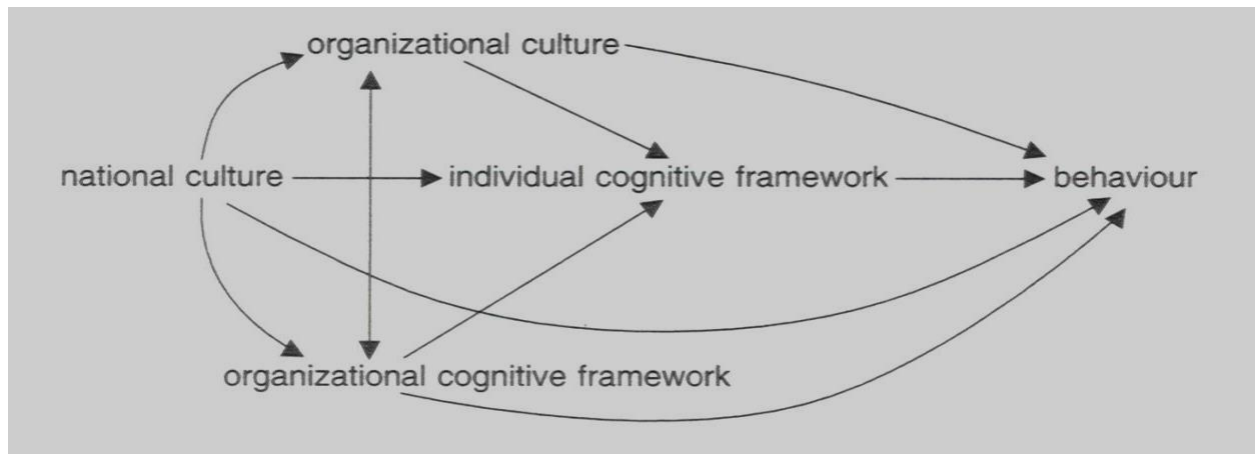 organizational culture
national culture
individual cognitive framework
behaviour
organizational cognitive framework